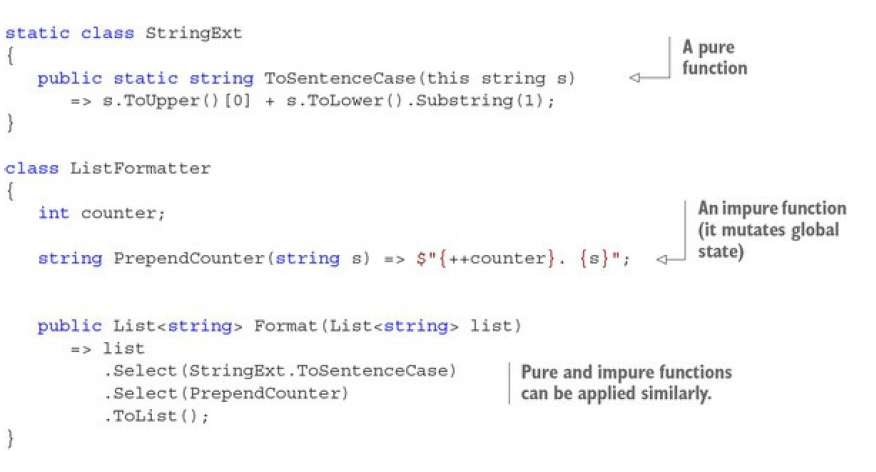 static class StringExt
{
A pure
function
public static string ToSentenceCase(this string s)
=> s.ToUpper()[0] + s.ToLower().Substring(1);
}
class ListFormatter
{
int counter;
An impure function
(it mutates global
state)
string PrependCounter(string s) => $"{++counter}. {s}";
public List<string> Format(List<string> list)
=> list
.Select(StringExt.ToSentenceCase)
.Select(PrependCounter)
.ToList();
Pure and impure functions
can be applied similarly.
}